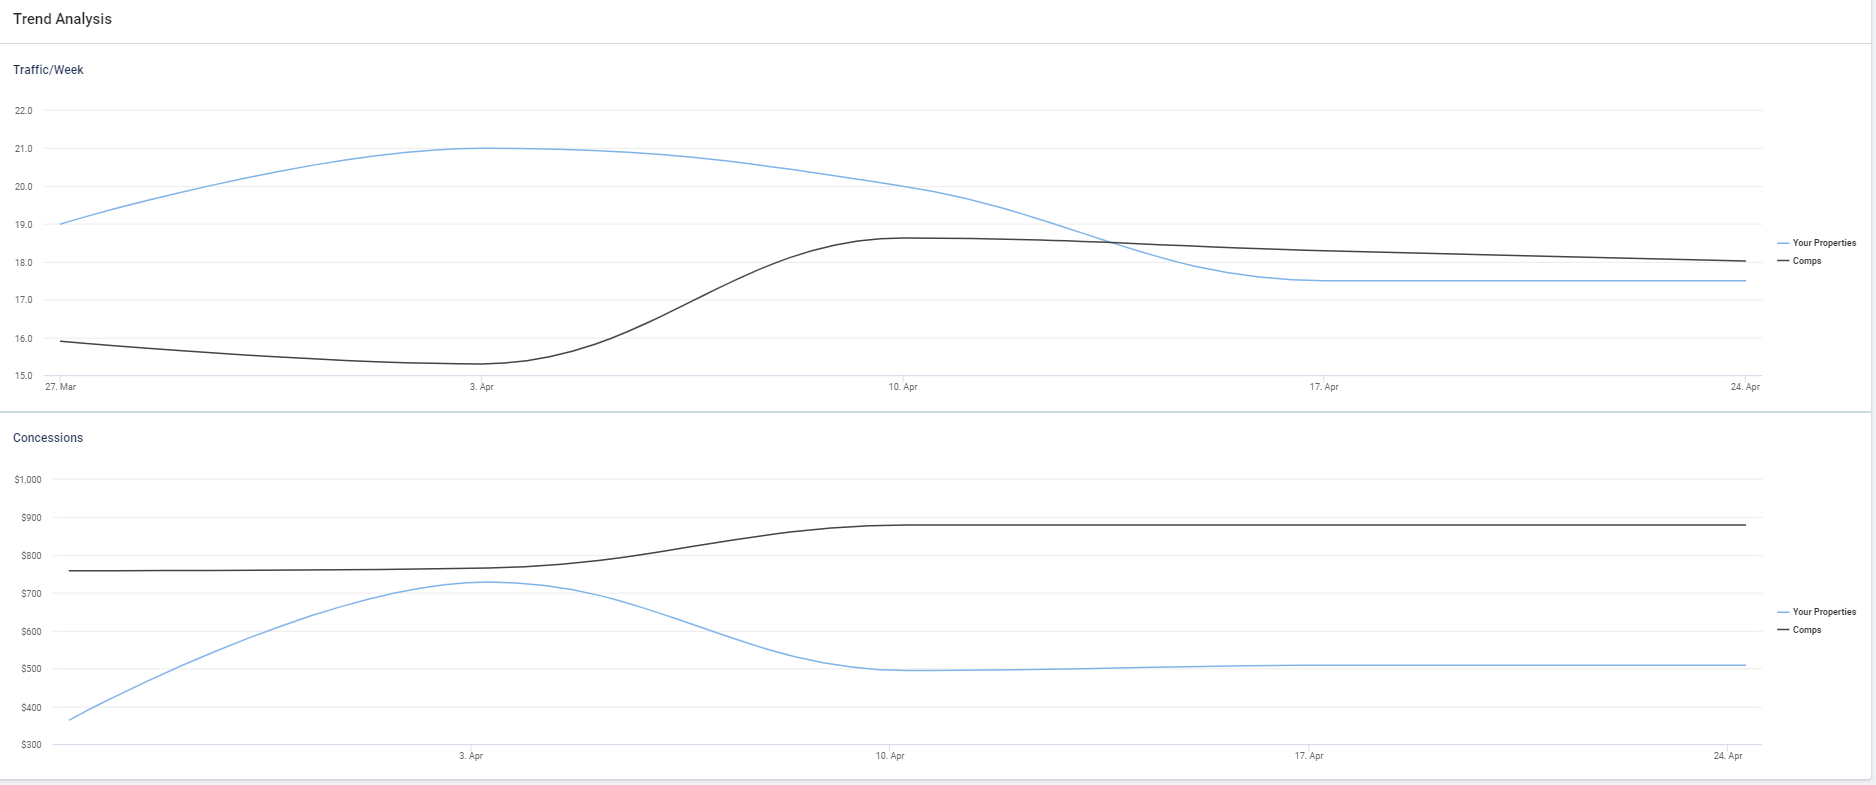 Trend Analysis
Traffic/Week
22.0
21.0
20.0
19.0
18.0
17.0
16.0
15.0
27. Mar
3. Apr
10. Apr
17. Apr
24. Apr
Your Properties
Comps
Concessions
$1,000
$900
$800
$700
$600
$500
$400
$300
3. Apr
10. Apr
17. Apr
24. Apr
Your Properties
Comps